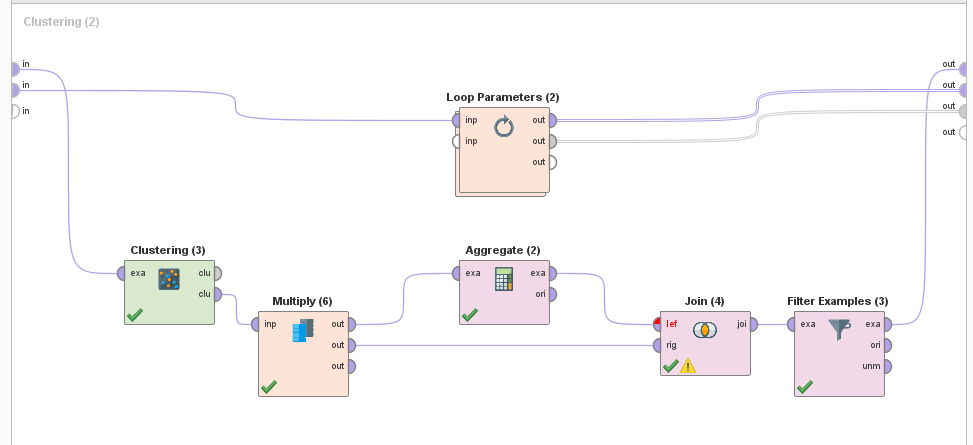 Clustering (2)
in
in
in
out
out
out
out
Loop Parameters (2)
inp
inp
out
out
out
Clustering (3)
exa
clu
clu
Multiply (6)
inp
out
out
out
Aggregate (2)
exa
exa
ori
Join (4)
lef
rig
joi
Filter Examples (3)
exa
exa
ori
unm